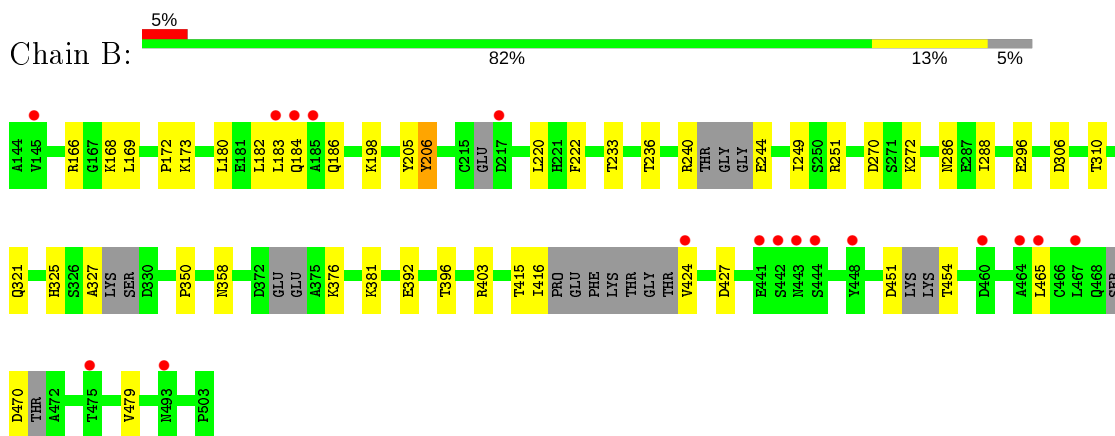 5%
Chain B:
82% 13% 5%
A144 V145 R166 G167 K168 L169 P172 K173 L180 E181 L182 L183 Q184 A185 Q186 K198 Y205 Y206 C215 GLU D217 L220 H221 F222 T233 T236 R240 THR GLY GLY E244 I249 S250 R251 D270 S271 K272 N286 E287 I288 E296 D306 T310
Q321 H325 S326 A327 LYS SER D330 P350 N358 D372 GLU GLU A375 K376 K381 E392 T396 R403 T415 I416 PRO GLU PHE LYS THR GLY THR V424 D427 E441 S442 N443 S444 Y448 D451 LYS LYS T454 D460 A464 L465 C466 L467 Q468 SER
D470 THR A472 T475 V479 N493 P503